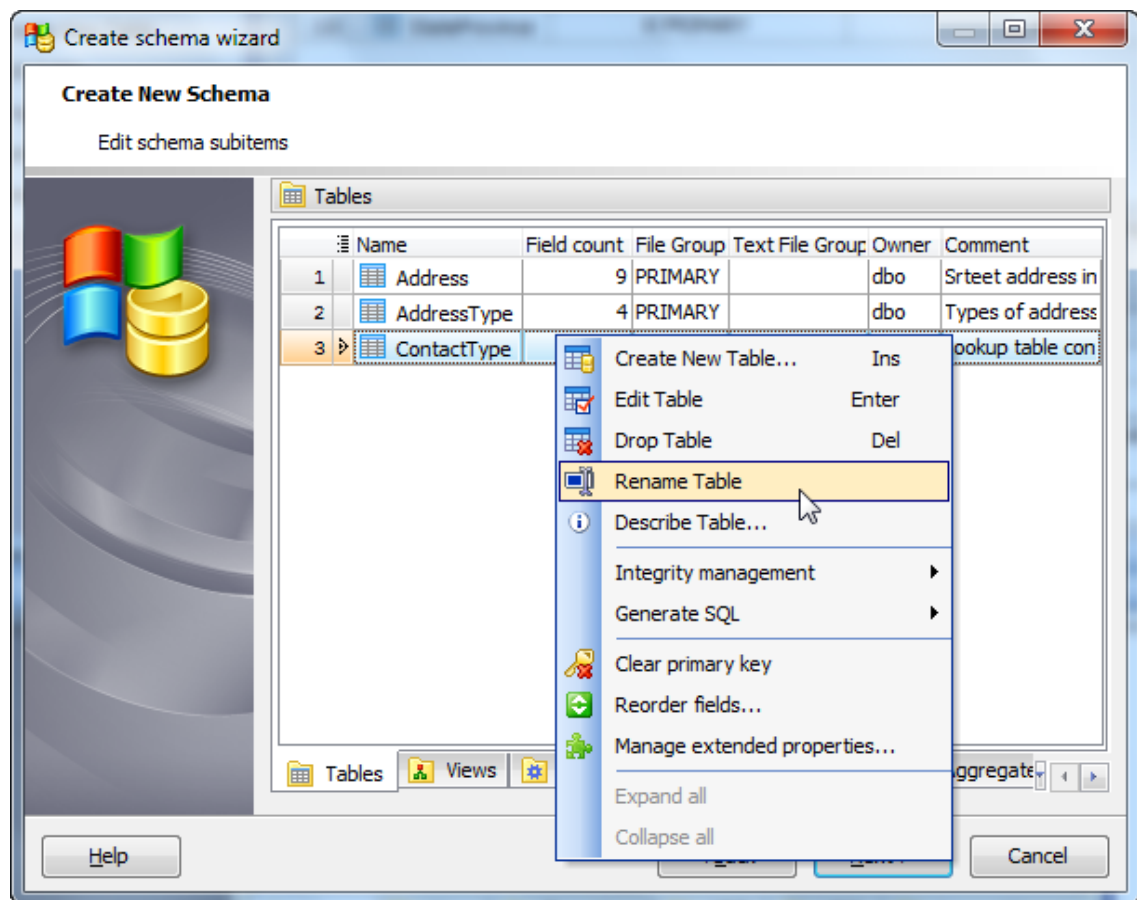 Create schema wizard
Create New Schema
Edit schema subitems
Tables
Name Field count File Group Text File Group Owner Comment
1 Address 9 PRIMARY dbo Srteet address in
2 AddressType 4 PRIMARY dbo Types of address
3 ContactType ookup table con
Create New Table... Ins
Edit Table Enter
Drop Table Del
Rename Table
Describe Table...
Integrity management
Generate SQL
Clear primary key
Reorder fields...
Manage extended properties...
Expand all
Collapse all
Tables Views ggregate
Help Cancel